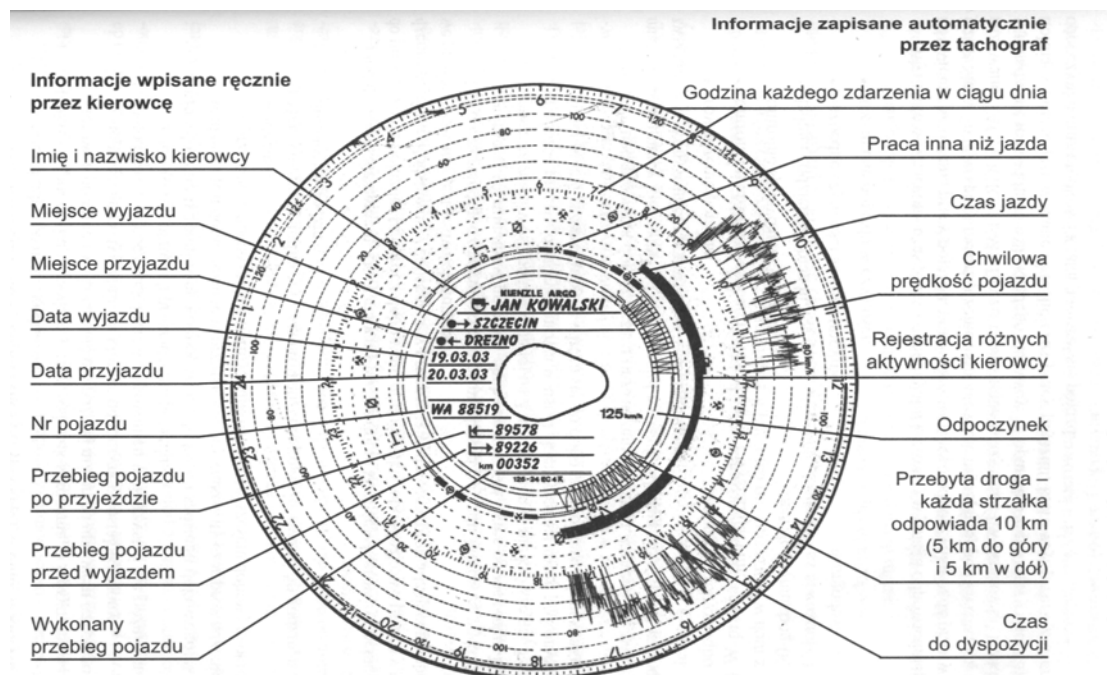 Informacje zapisane automatycznie
przez tachograf
Informacje wpisane ręcznie
przez kierowcę
Imię i nazwisko kierowcy
Miejsce wyjazdu
Miejsce przyjazdu
Data wyjazdu
Data przyjazdu
Nr pojazdu
Przebieg pojazdu
po przyjeździe
Przebieg pojazdu
przed wyjazdem
Wykonany
przebieg pojazdu
KIENZLE ARGO
JAN KOWALSKI
SZCZECIN
DREZNO
19.03.03
20.03.03
WA 88519
125 km/h
89578
89226
km 00352
125-24 EC4K
Godzina każdego zdarzenia w ciągu dnia
Praca inna niż jazda
Czas jazdy
Chwilowa
prędkość pojazdu
Rejestracja różnych
aktywności kierowcy
Odpoczynek
Przebyta droga –
każda strzałka
odpowiada 10 km
(5 km do góry
i 5 km w dół)
Czas
do dyspozycji